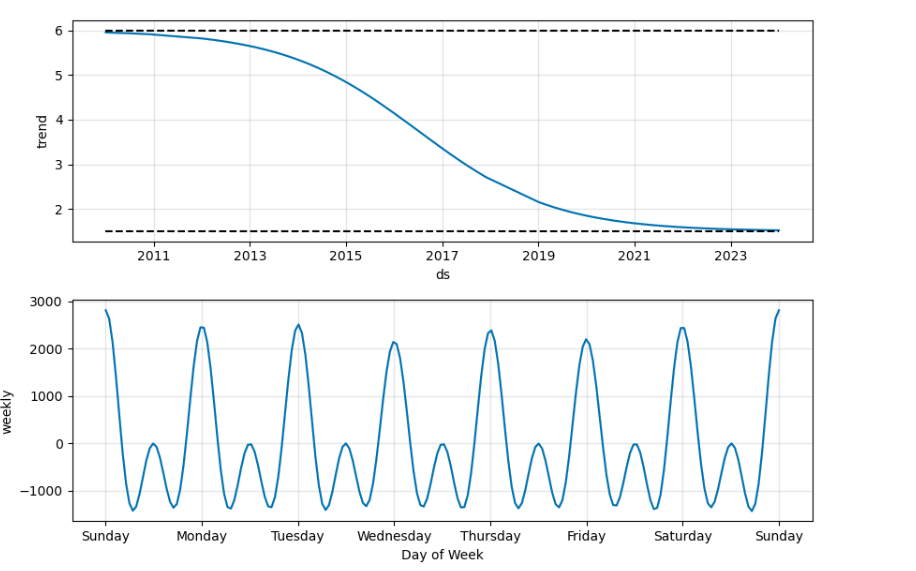 6
5
4
3
2
trend
2011 2013 2015 2017 2019 2021 2023
ds
3000
2000
1000
0
−1000
weekly
Sunday Monday Tuesday Wednesday Thursday Friday Saturday Sunday
Day of Week